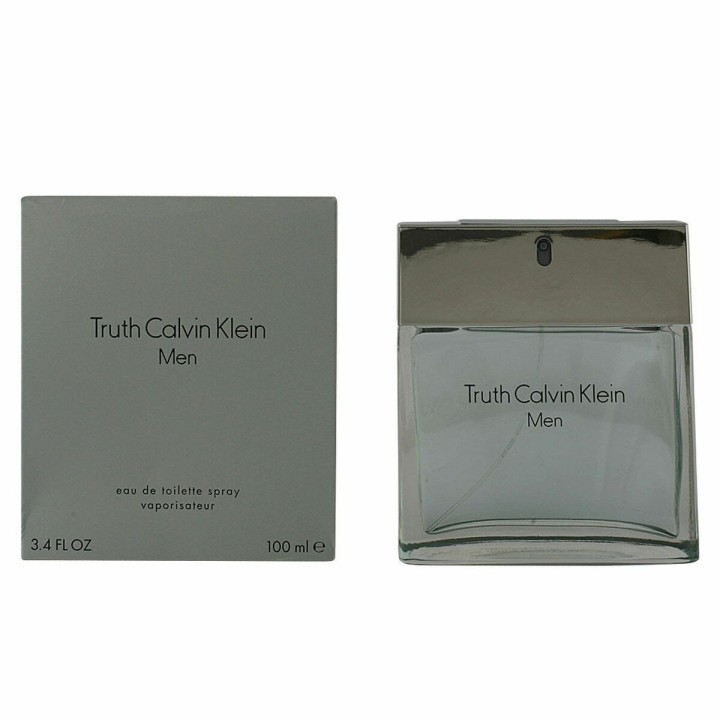 Truth Calvin Klein
Men
eau de toilette spray
vaporisateur
3.4 FL OZ 100 ml ℮
Truth Calvin Klein
Men